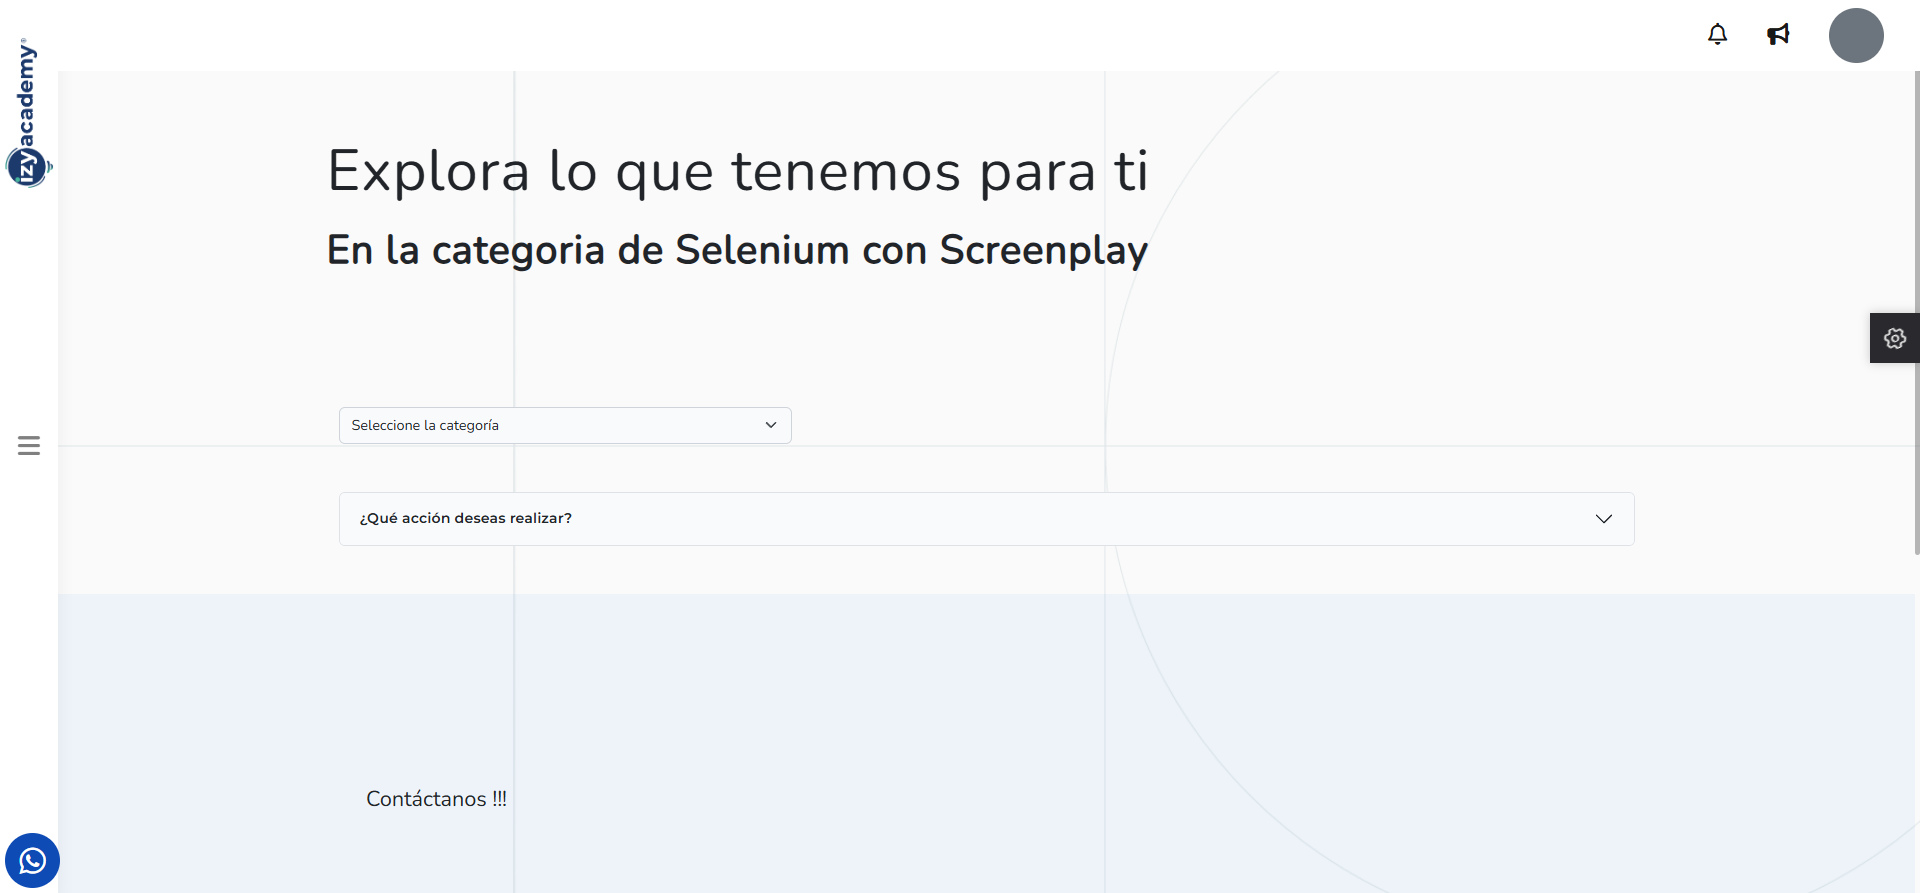 izyacademy®
Explora lo que tenemos para ti
En la categoria de Selenium con Screenplay
Seleccione la categoría
¿Qué acción deseas realizar?
Contáctanos !!!